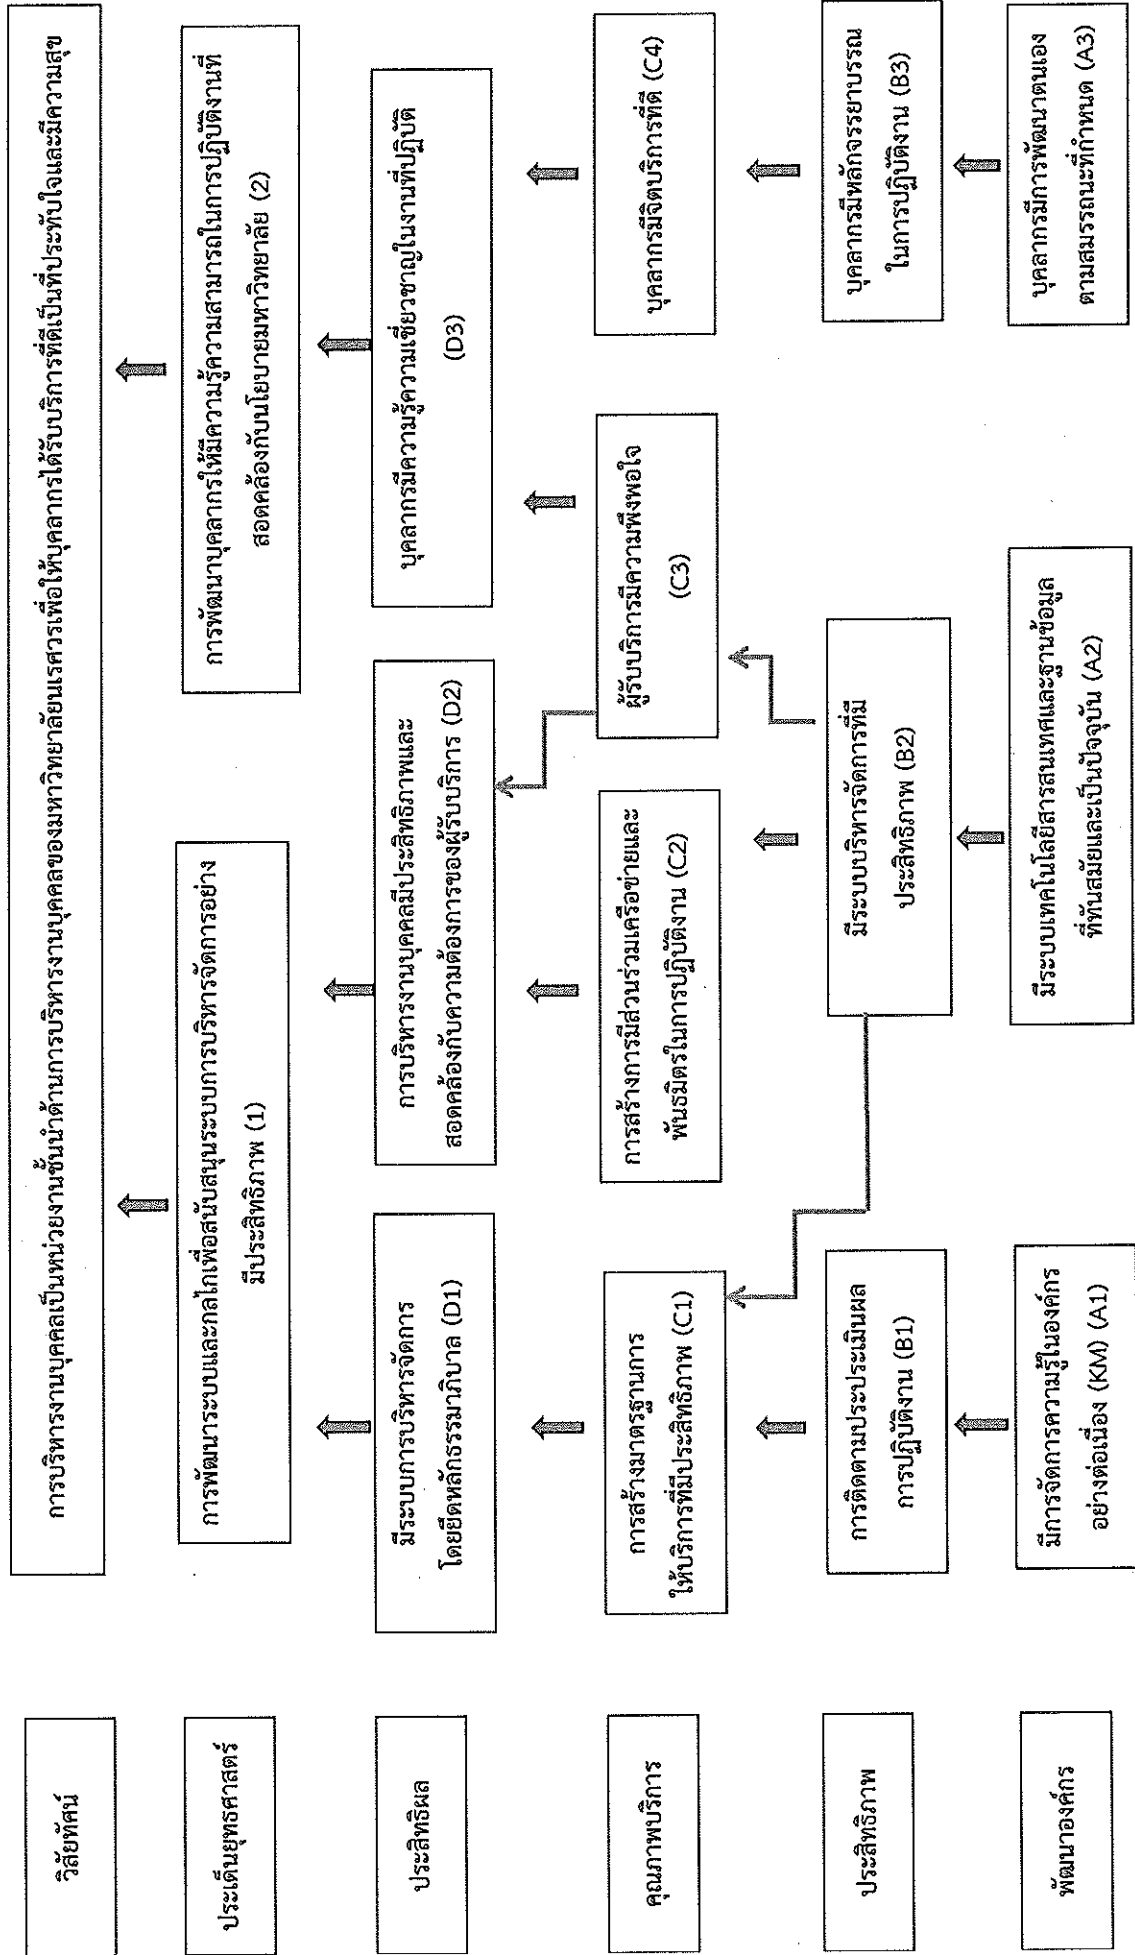 วิสัยทัศน์
การบริหารงานบุคคลเป็นหน่วยงานชั้นนำด้านการบริหารงานบุคคลของมหาวิทยาลัยนเรศวรเพื่อให้บุคลากรได้รับบริการที่ดีเป็นที่ประทับใจและมีความสุข
ประเด็นยุทธศาสตร์
การพัฒนาระบบและกลไกเพื่อสนับสนุนระบบการบริหารจัดการอย่าง
มีประสิทธิภาพ (1)
การพัฒนาบุคลากรให้มีความรู้ความสามารถในการปฏิบัติงานที่
สอดคล้องกับนโยบายมหาวิทยาลัย (2)
ประสิทธิผล
มีระบบการบริหารจัดการ
โดยยึดหลักธรรมาภิบาล (D1)
การบริหารงานบุคคลมีประสิทธิภาพและ
สอดคล้องกับความต้องการของผู้รับบริการ (D2)
บุคลากรมีความรู้ความเชี่ยวชาญในงานที่ปฏิบัติ
(D3)
คุณภาพบริการ
การสร้างมาตรฐานการ
ให้บริการที่มีประสิทธิภาพ (C1)
การสร้างการมีส่วนร่วมเครือข่ายและ
พันธมิตรในการปฏิบัติงาน (C2)
ผู้รับบริการมีความพึงพอใจ
(C3)
บุคลากรมีจิตบริการที่ดี (C4)
ประสิทธิภาพ
การติดตามประประเมินผล
การปฏิบัติงาน (B1)
มีระบบบริหารจัดการที่มี
ประสิทธิภาพ (B2)
บุคลากรมีหลักจรรยาบรรณ
ในการปฏิบัติงาน (B3)
พัฒนาองค์กร
มีการจัดการความรู้ในองค์กร
อย่างต่อเนื่อง (KM) (A1)
มีระบบเทคโนโลยีสารสนเทศและฐานข้อมูล
ที่ทันสมัยและเป็นปัจจุบัน (A2)
บุคลากรมีการพัฒนาตนเอง
ตามสมรรถนะที่กำหนด (A3)